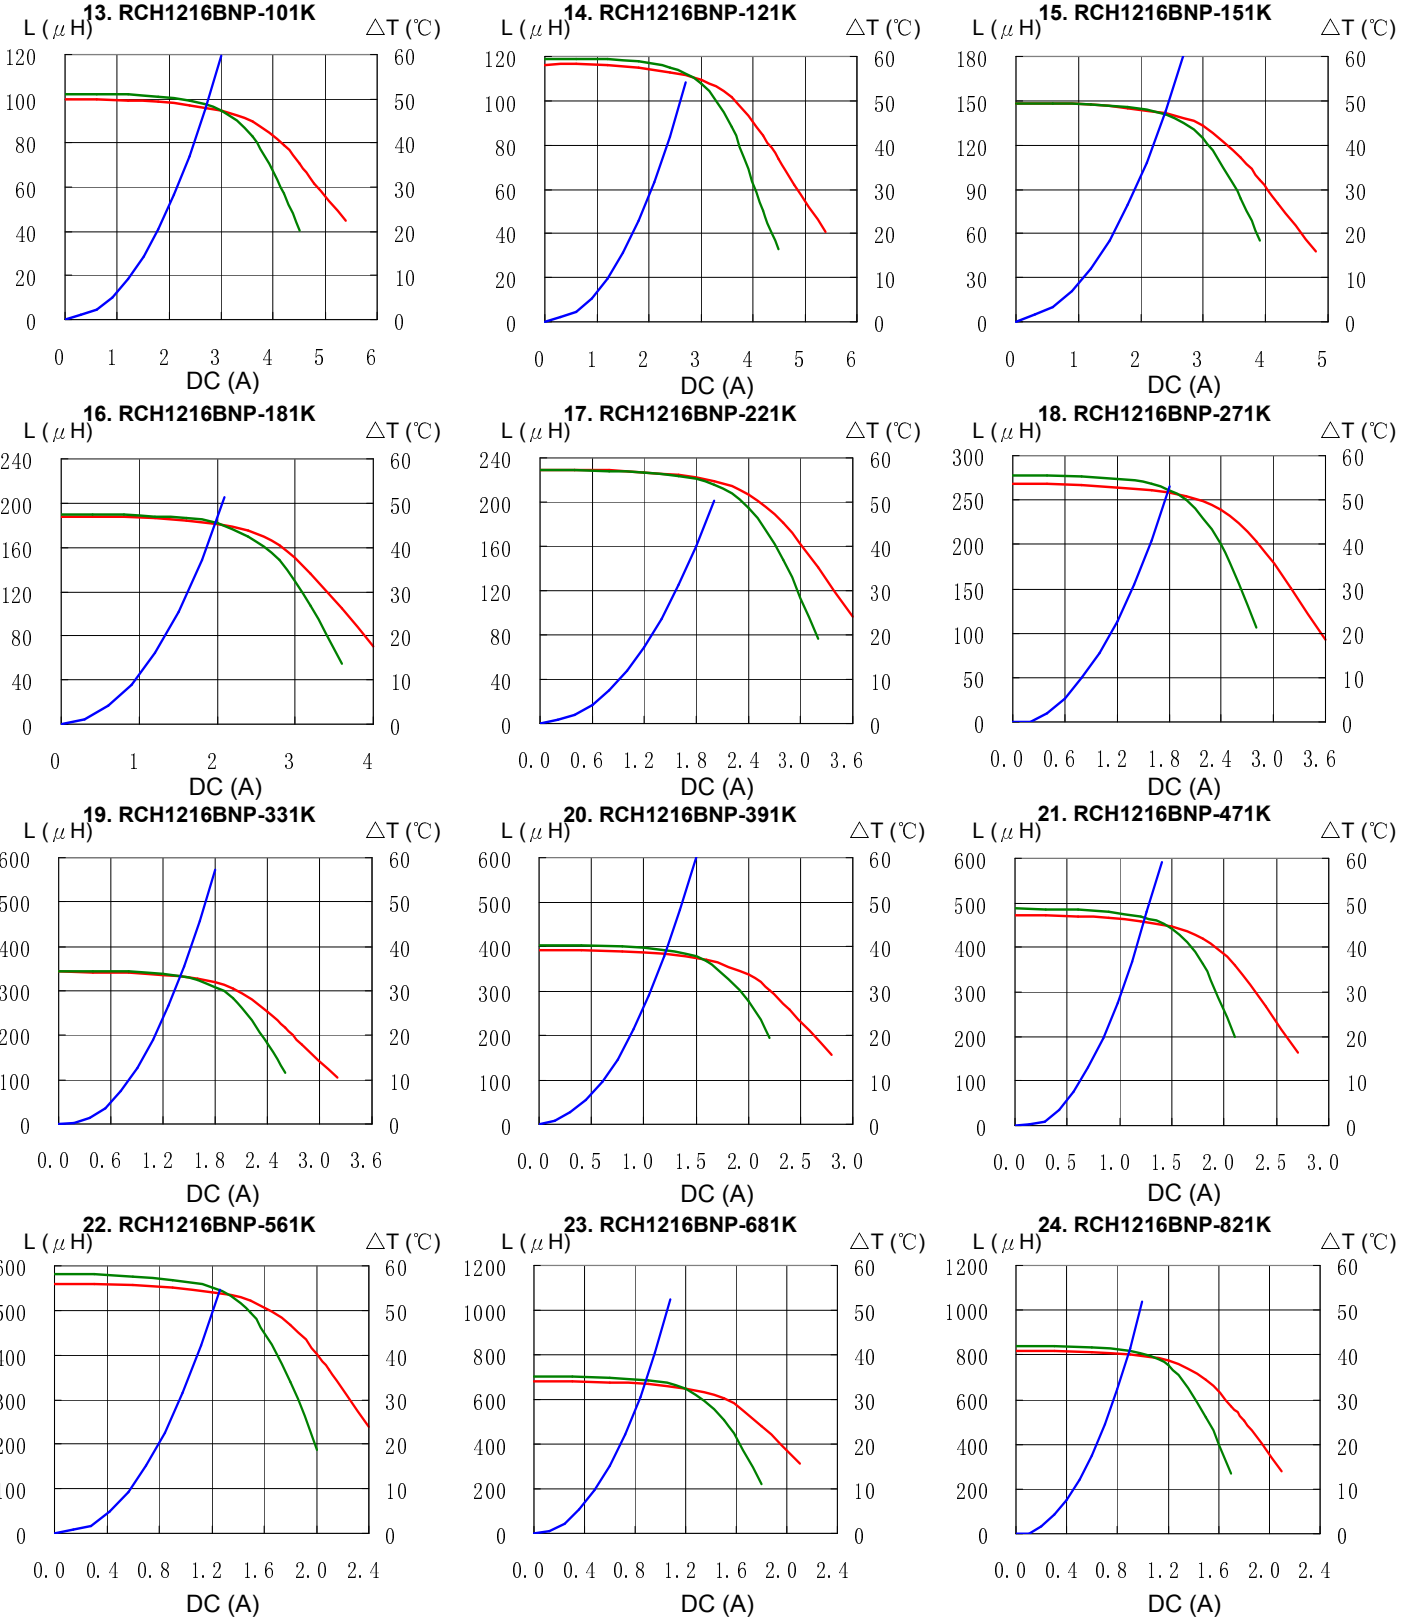 13. RCH1216BNP-101K
L (μH) △T (℃)
120 100 80 60 40 20 0
60 50 40 30 20 10 0
0 1 2 3 4 5 6
DC (A)
14. RCH1216BNP-121K
L (μH) △T (℃)
120 100 80 60 40 20 0
60 50 40 30 20 10 0
0 1 2 3 4 5 6
DC (A)
15. RCH1216BNP-151K
L (μH) △T (℃)
180 150 120 90 60 30 0
60 50 40 30 20 10 0
0 1 2 3 4 5
DC (A)
16. RCH1216BNP-181K
L (μH) △T (℃)
240 200 160 120 80 40 0
60 50 40 30 20 10 0
0 1 2 3 4
DC (A)
17. RCH1216BNP-221K
L (μH) △T (℃)
240 200 160 120 80 40 0
60 50 40 30 20 10 0
0.0 0.6 1.2 1.8 2.4 3.0 3.6
DC (A)
18. RCH1216BNP-271K
L (μH) △T (℃)
300 250 200 150 100 50 0
60 50 40 30 20 10 0
0.0 0.6 1.2 1.8 2.4 3.0 3.6
DC (A)
19. RCH1216BNP-331K
L (μH) △T (℃)
600 500 400 300 200 100 0
60 50 40 30 20 10 0
0.0 0.6 1.2 1.8 2.4 3.0 3.6
DC (A)
20. RCH1216BNP-391K
L (μH) △T (℃)
600 500 400 300 200 100 0
60 50 40 30 20 10 0
0.0 0.5 1.0 1.5 2.0 2.5 3.0
DC (A)
21. RCH1216BNP-471K
L (μH) △T (℃)
600 500 400 300 200 100 0
60 50 40 30 20 10 0
0.0 0.5 1.0 1.5 2.0 2.5 3.0
DC (A)
22. RCH1216BNP-561K
L (μH) △T (℃)
600 500 400 300 200 100 0
60 50 40 30 20 10 0
0.0 0.4 0.8 1.2 1.6 2.0 2.4
DC (A)
23. RCH1216BNP-681K
L (μH) △T (℃)
1200 1000 800 600 400 200 0
60 50 40 30 20 10 0
0.0 0.4 0.8 1.2 1.6 2.0 2.4
DC (A)
24. RCH1216BNP-821K
L (μH) △T (℃)
1200 1000 800 600 400 200 0
60 50 40 30 20 10 0
0.0 0.4 0.8 1.2 1.6 2.0 2.4
DC (A)